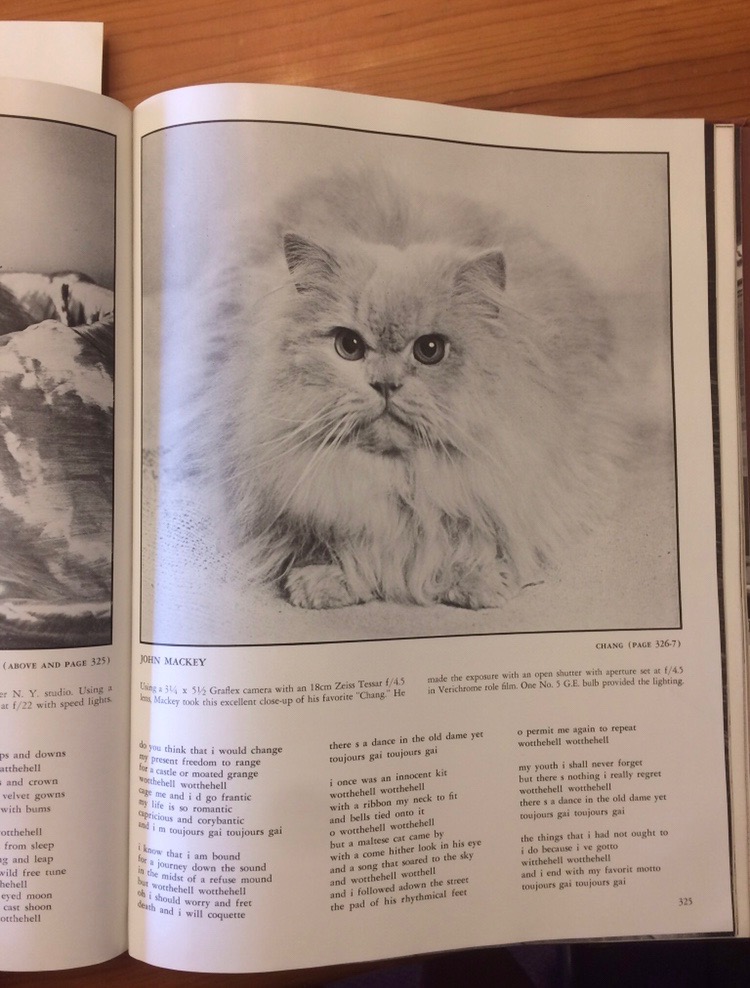 (ABOVE AND PAGE 325)
er N. Y. studio. Using a
at f/22 with speed lights.
ps and downs
atthehell
and crown
velvet gowns
with bums
otthehell
from sleep
g and leap
wild free tune
hehell
eyed moon
cast shoon
otthehell
CHANG (PAGE 326-7)
JOHN MACKEY
Using a 3¼ x 5½ Graflex camera with an 18cm Zeiss Tessar f/4.5
lens, Mackey took this excellent close-up of his favorite "Chang." He
made the exposure with an open shutter with aperture set at f/4.5
in Verichrome role film. One No. 5 G.E. bulb provided the lighting.
do you think that i would change
my present freedom to range
for a castle or moated grange
wotthehell wotthehell
cage me and i d go frantic
my life is so romantic
capricious and corybantic
and i m toujours gai toujours gai
i know that i am bound
for a journey down the sound
in the midst of a refuse mound
but wotthehell wotthehell
oh i should worry and fret
death and i will coquette
there s a dance in the old dame yet
toujours gai toujours gai
i once was an innocent kit
wotthehell wotthehell
with a ribbon my neck to fit
and bells tied onto it
o wotthehell wotthehell
but a maltese cat came by
with a come hither look in his eye
and a song that soared to the sky
and wotthehell wotthell
and i followed adown the street
the pad of his rhythmical feet
o permit me again to repeat
wotthehell wotthehell
my youth i shall never forget
but there s nothing i really regret
wotthehell wotthehell
there s a dance in the old dame yet
toujours gai toujours gai
the things that i had not ought to
i do because i ve gotto
witthehell wotthehell
and i end with my favorit motto
toujours gai toujours gai
325